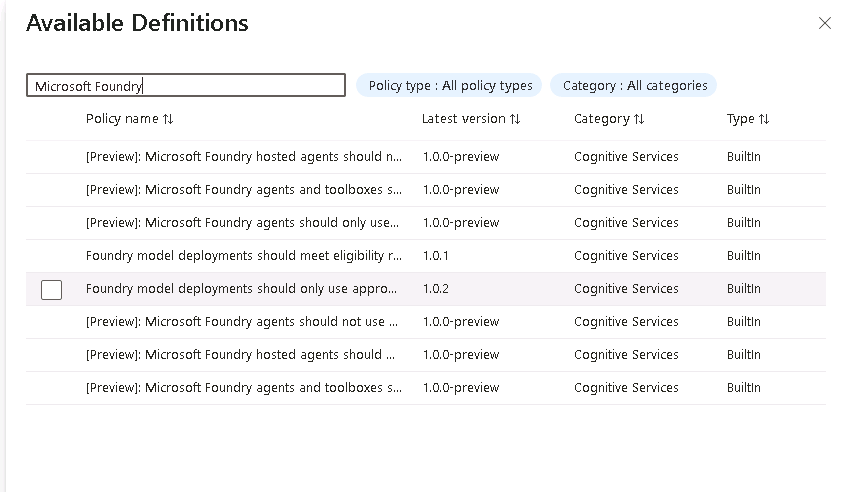 Available Definitions
Microsoft Foundry
Policy type : All policy types
Category : All categories
Policy name ↑↓ Latest version ↑↓ Category ↑↓ Type ↑↓
[Preview]: Microsoft Foundry hosted agents should n... 1.0.0-preview Cognitive Services BuiltIn
[Preview]: Microsoft Foundry agents and toolboxes s... 1.0.0-preview Cognitive Services BuiltIn
[Preview]: Microsoft Foundry agents should only use... 1.0.0-preview Cognitive Services BuiltIn
Foundry model deployments should meet eligibility r... 1.0.1 Cognitive Services BuiltIn
Foundry model deployments should only use appro... 1.0.2 Cognitive Services BuiltIn
[Preview]: Microsoft Foundry agents should not use ... 1.0.0-preview Cognitive Services BuiltIn
[Preview]: Microsoft Foundry hosted agents should ... 1.0.0-preview Cognitive Services BuiltIn
[Preview]: Microsoft Foundry agents and toolboxes s... 1.0.0-preview Cognitive Services BuiltIn